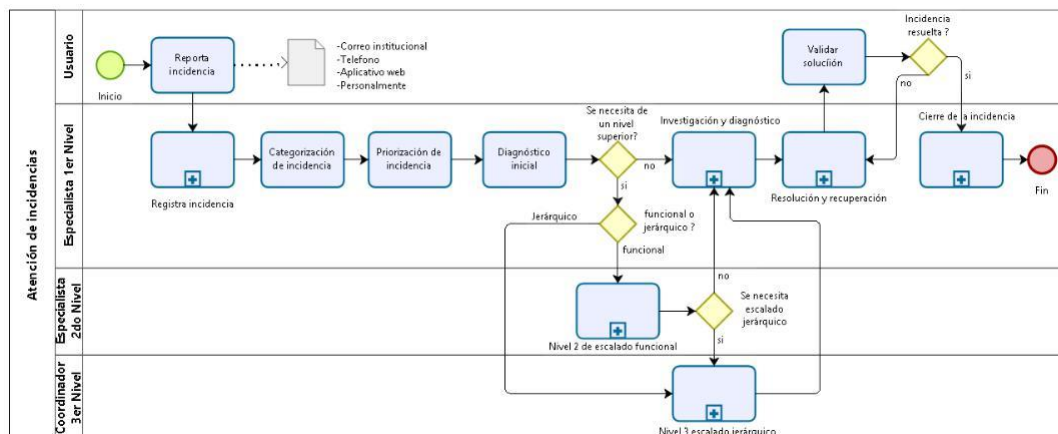 Atención de incidencias
Usuario
Inicio
Reporta
incidencia
-Correo institucional
-Telefono
-Aplicativo web
-Personalmente
Validar
soluciión
Incidencia
resuelta ?
no
si
Especialista 1er Nivel
Registra incidencia
Categorización
de incidencia
Priorización de
incidencia
Diagnóstico
inicial
Se necesita de
un nivel
superior?
no
si
Investigación y diagnóstico
Resolución y recuperación
Cierre de la incidencia
Fin
Jerárquico
funcional o
jerárquico ?
funcional
Especialista
2do Nivel
Nivel 2 de escalado funcional
no
Se necesita
escalado
jerárquico
si
Coordinador
3er Nivel
Nivel 3 escalado jerárquico